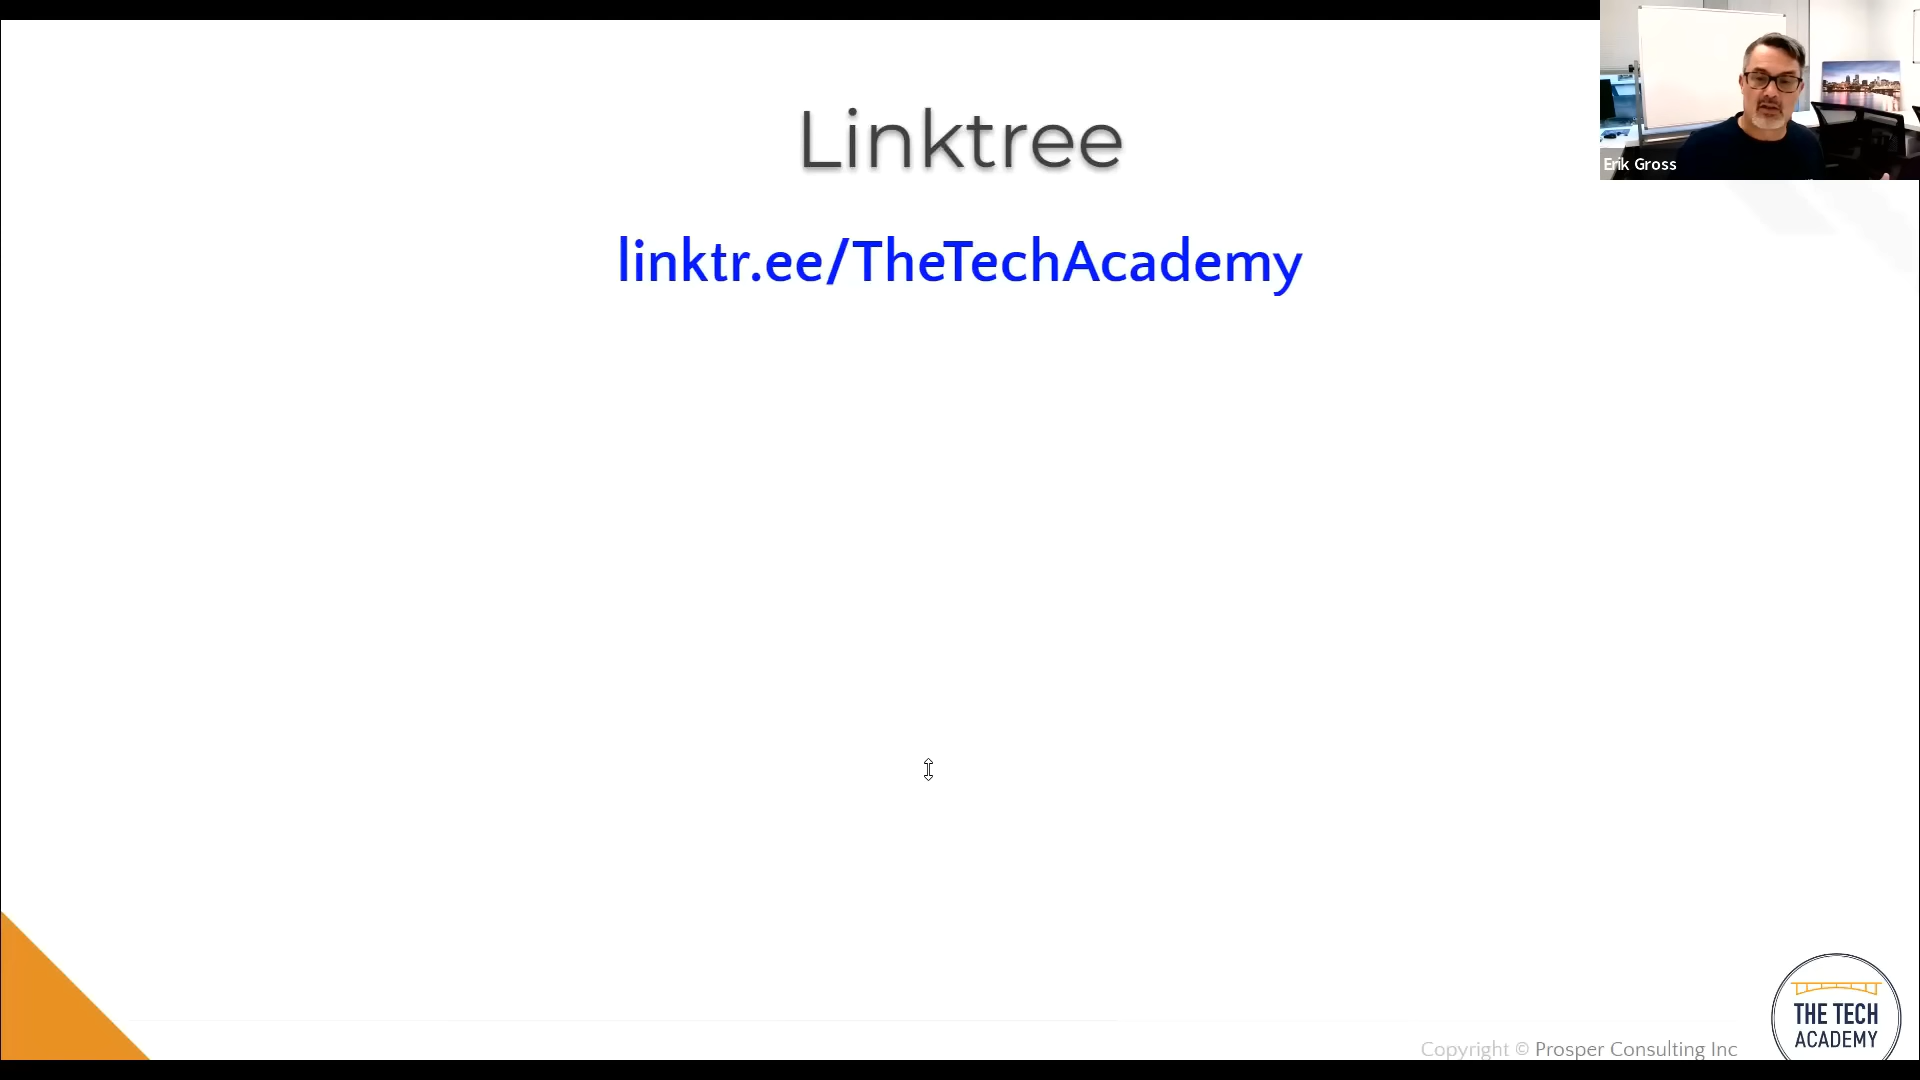 Linktree
linktr.ee/TheTechAcademy
Erik Gross
Copyright © Prosper Consulting Inc
THE TECH
ACADEMY